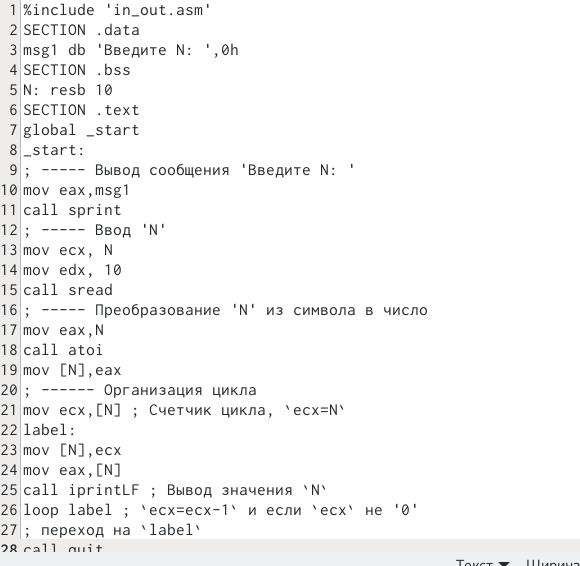 1 %include 'in_out.asm'
2 SECTION .data
3 msg1 db 'Введите N: ',0h
4 SECTION .bss
5 N: resb 10
6 SECTION .text
7 global _start
8 _start:
9 ; ----- Вывод сообщения 'Введите N: '
10 mov eax,msg1
11 call sprint
12 ; ----- Ввод 'N'
13 mov ecx, N
14 mov edx, 10
15 call sread
16 ; ----- Преобразование 'N' из символа в число
17 mov eax,N
18 call atoi
19 mov [N],eax
20 ; ------ Организация цикла
21 mov ecx,[N] ; Счетчик цикла, `ecx=N`
22 label:
23 mov [N],ecx
24 mov eax,[N]
25 call iprintLF ; Вывод значения `N`
26 loop label ; `ecx=ecx-1` и если `ecx` не '0'
27 ; переход на `label`
28 call quit
Текст Ширина